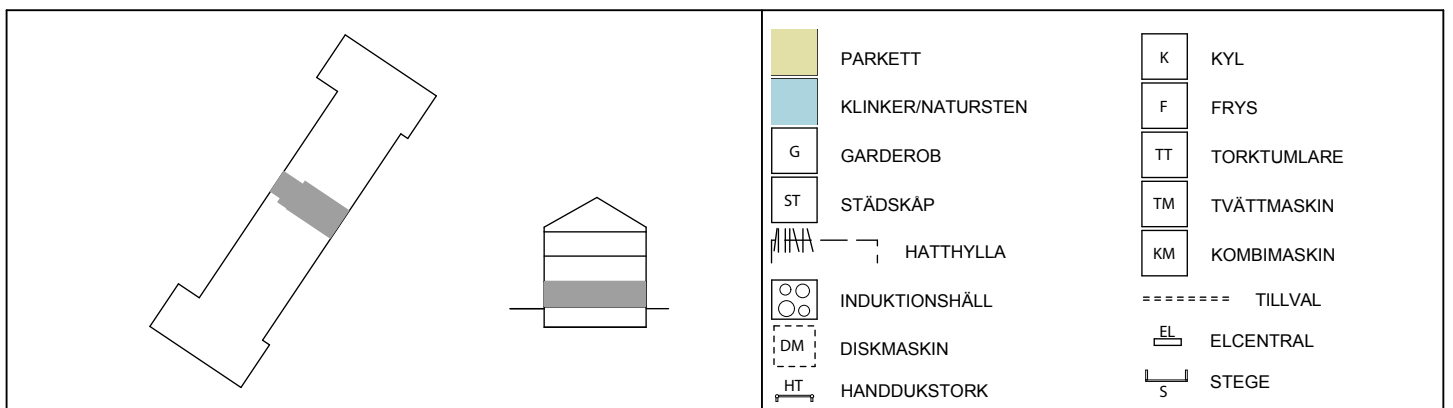 PARKETT
KLINKER/NATURSTEN
G GARDEROB
ST STÄDSKÅP
HATTHYLLA
INDUKTIONSHÄLL
DM DISKMASKIN
HT HANDDUKSTORK
K KYL
F FRYS
TT TORKTUMLARE
TM TVÄTTMASKIN
KM KOMBIMASKIN
TILLVAL
EL ELCENTRAL
S STEGE